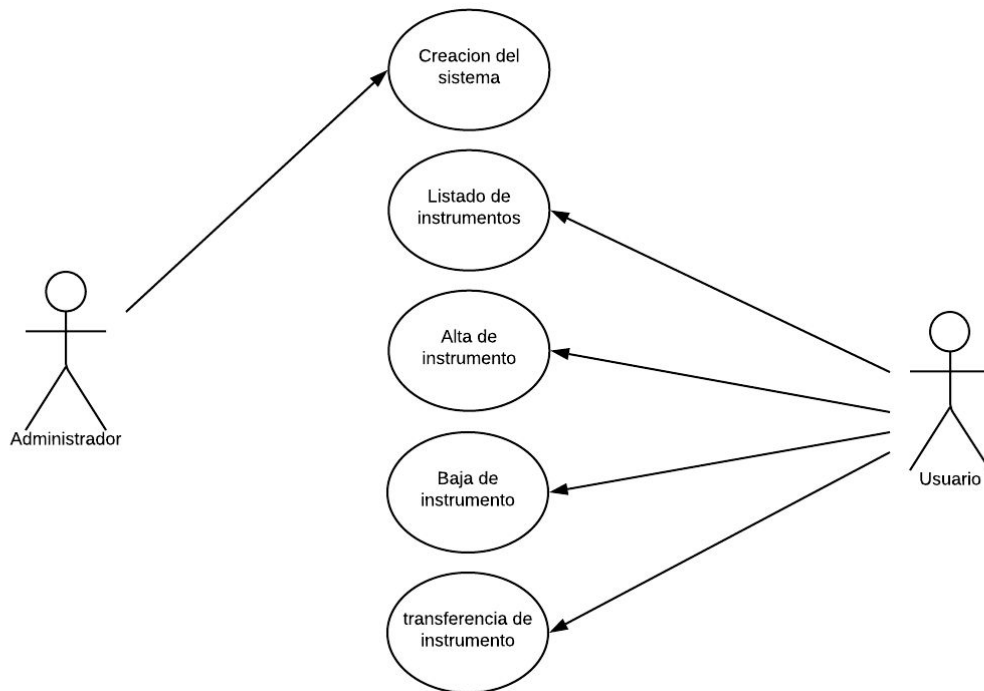 Creacion del
sistema
Listado de
instrumentos
Alta de
instrumento
Administrador
Baja de
instrumento
Usuario
transferencia de
instrumento